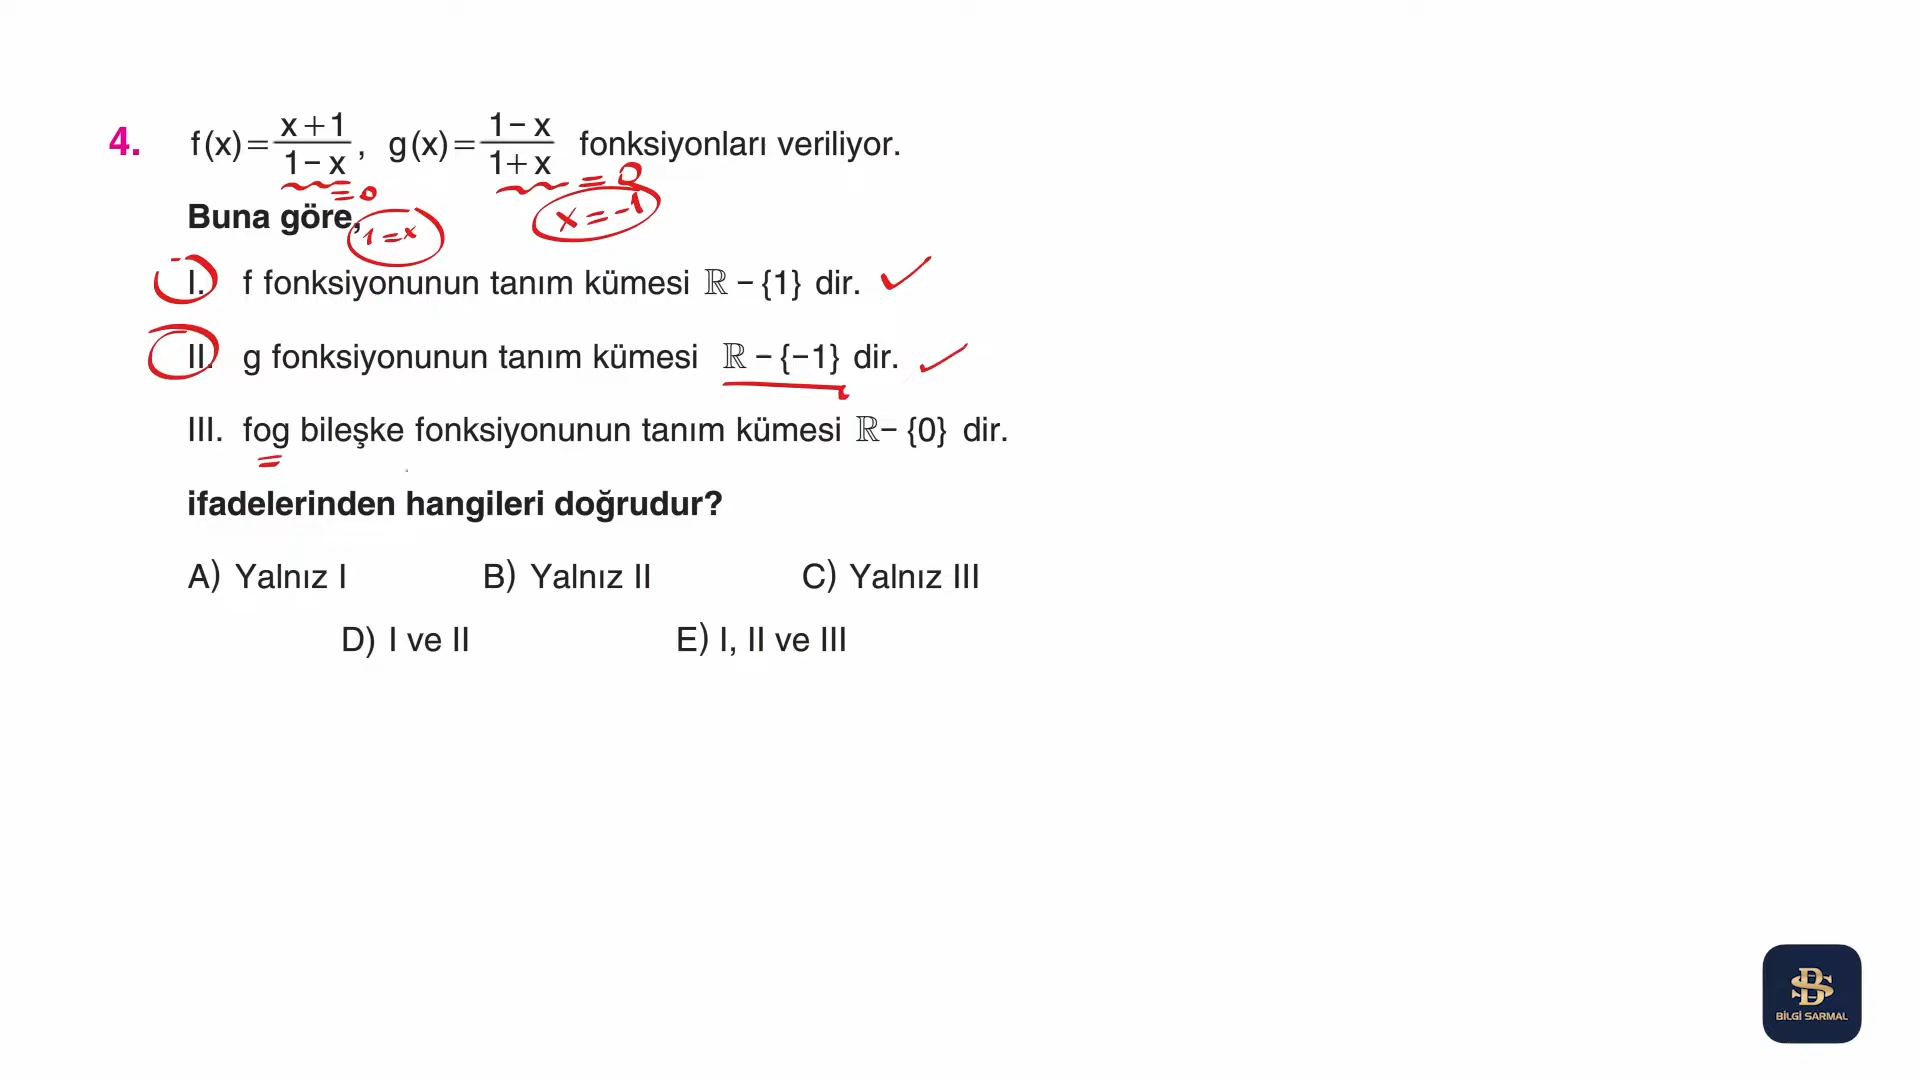 4. f(x)=x+1/1-x, g(x)=1-x/1+x fonksiyonları veriliyor.
=0 =0
Buna göre, 1=x x=-1
I. f fonksiyonunun tanım kümesi ℝ-{1} dir.
II. g fonksiyonunun tanım kümesi ℝ-{-1} dir.
III. fog bileşke fonksiyonunun tanım kümesi ℝ-{0} dir.
ifadelerinden hangileri doğrudur?
A) Yalnız I B) Yalnız II C) Yalnız III
D) I ve II E) I, II ve III
BİLGİ SARMAL